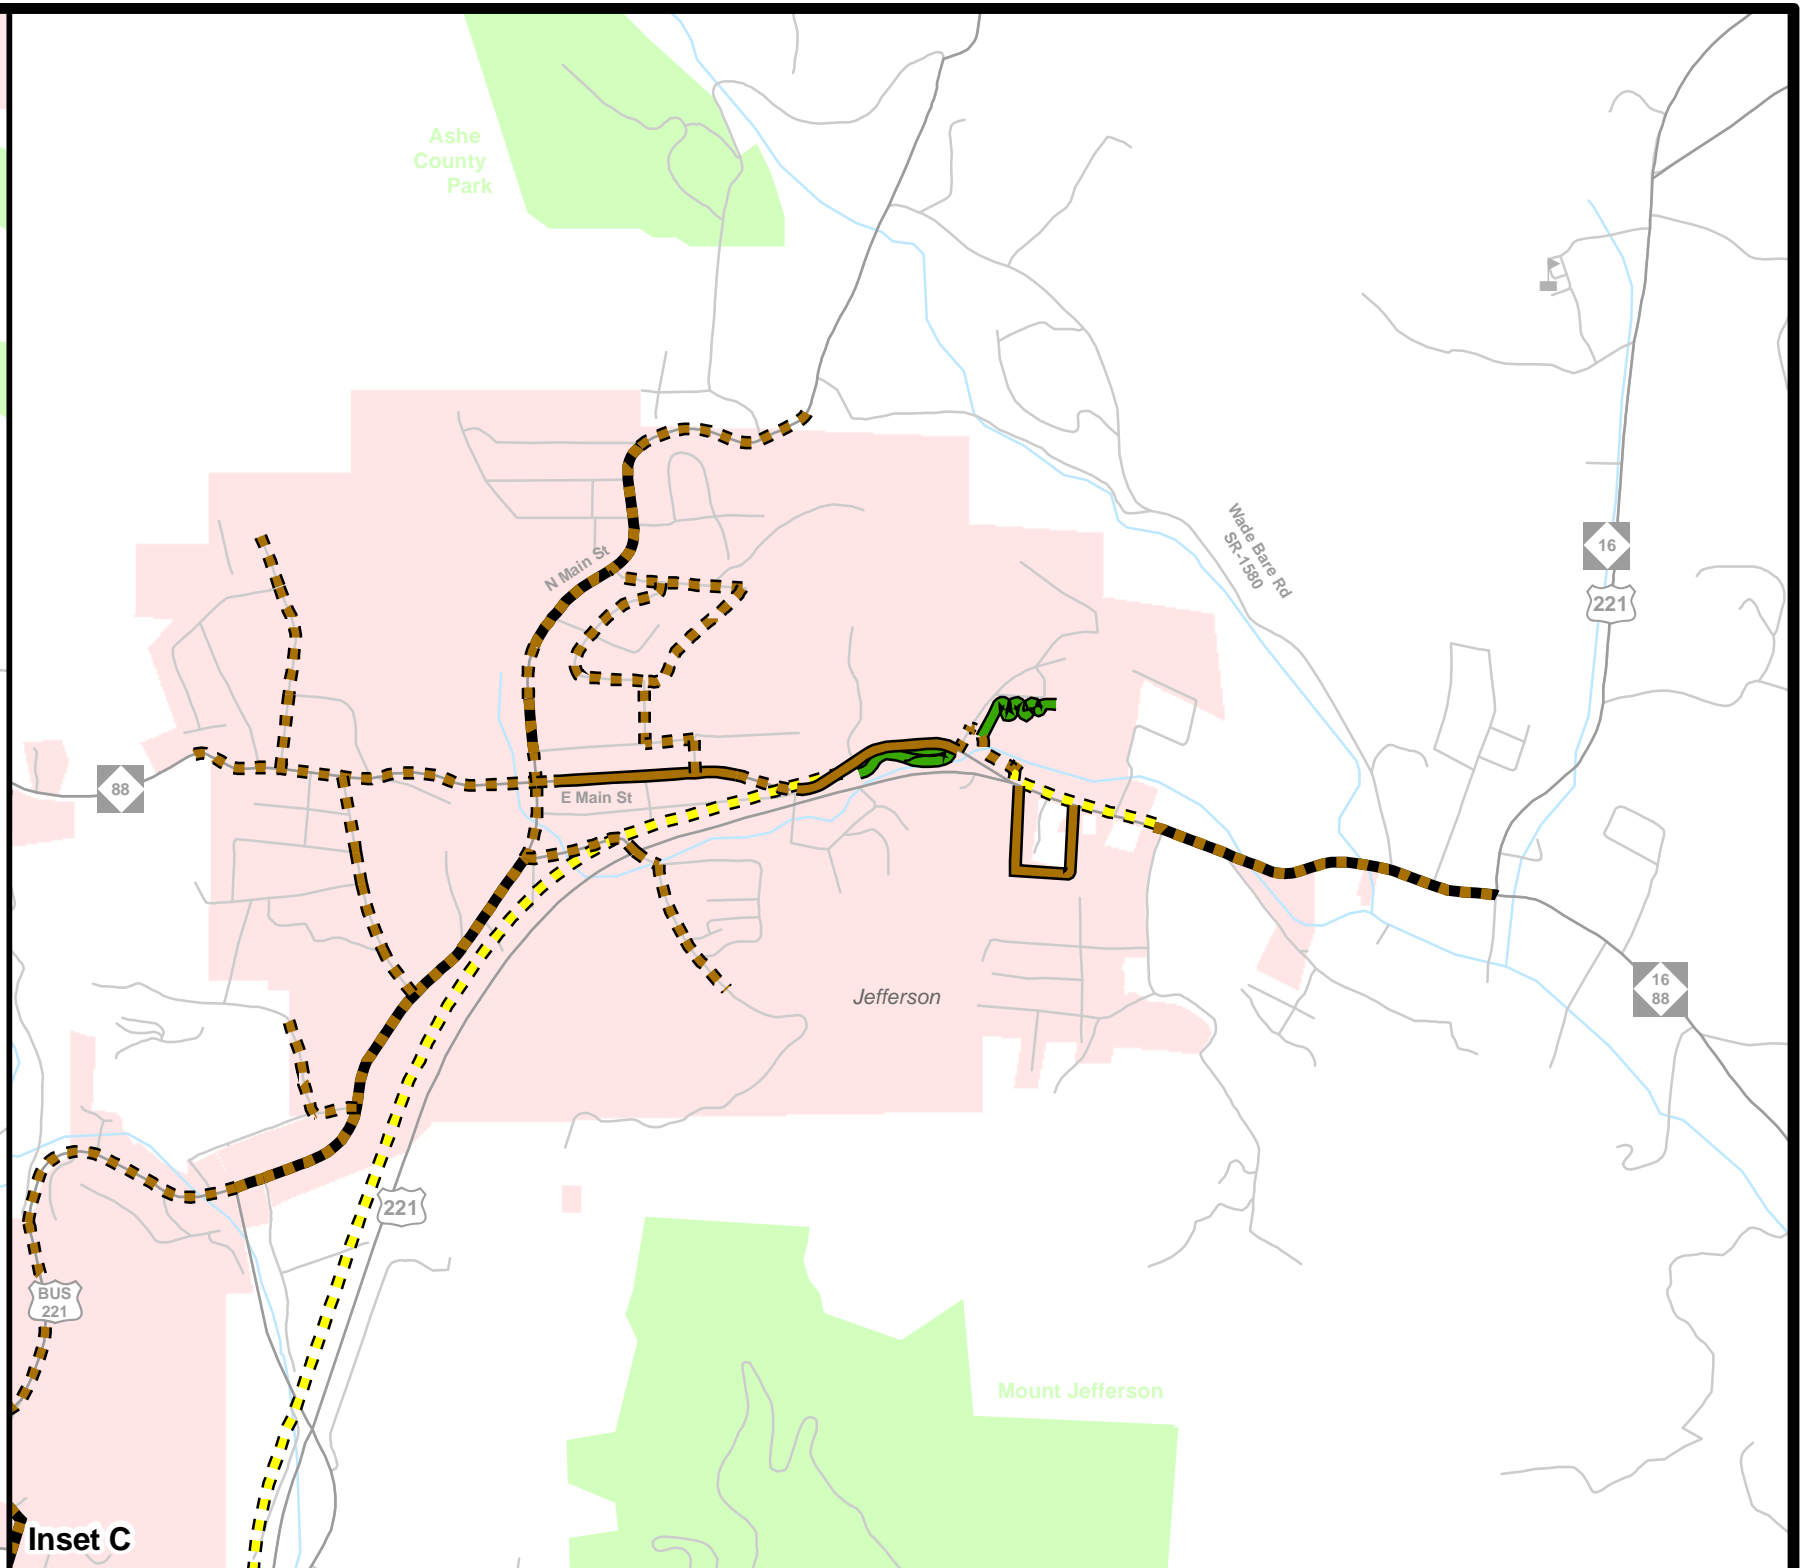 Ashe
County
Park
Wade Bare Rd
SR-1580
16
221
N Main St
88
E Main St
16
88
Jefferson
221
BUS
221
Mount Jefferson
Inset C